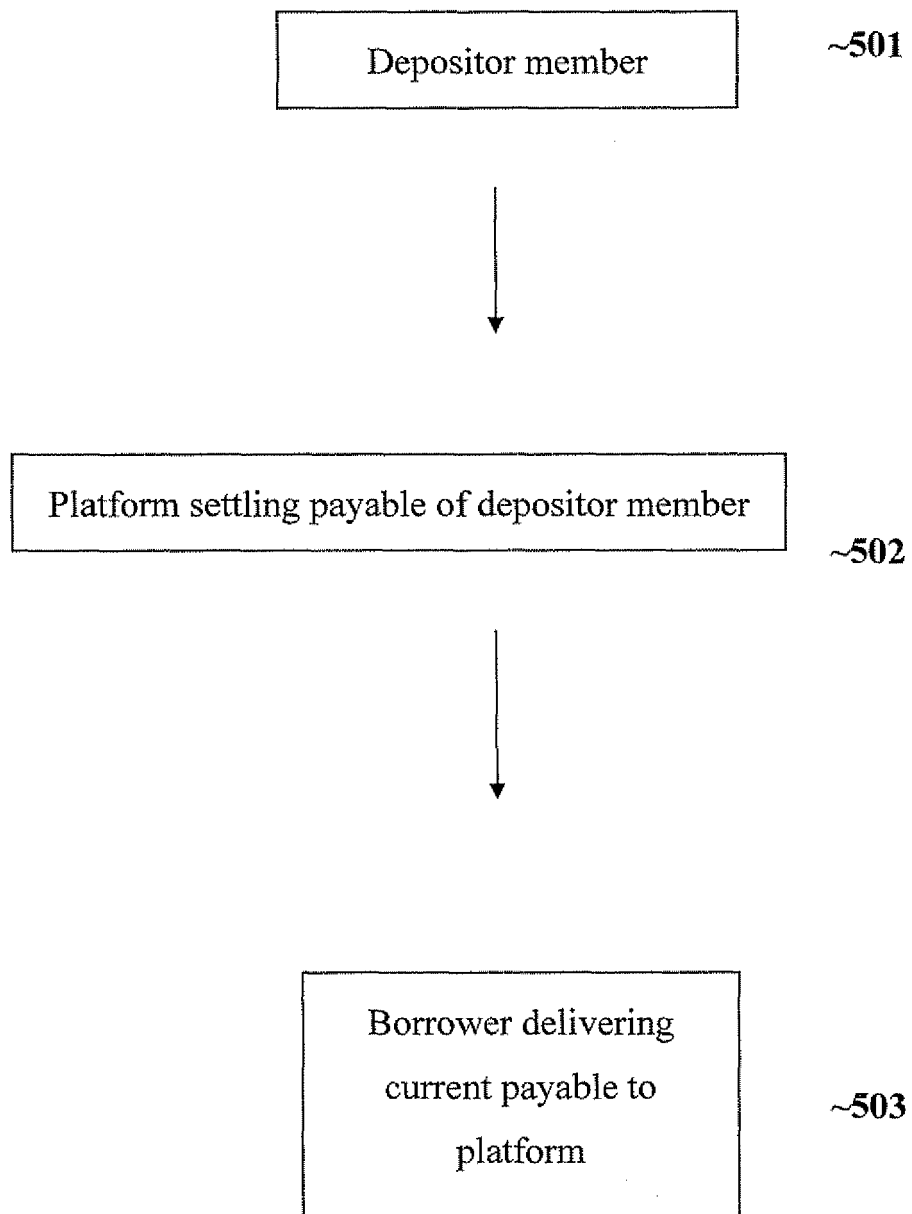 Depositor member
~501
Platform settling payable of depositor member
~502
Borrower delivering
current payable to
platform
~503